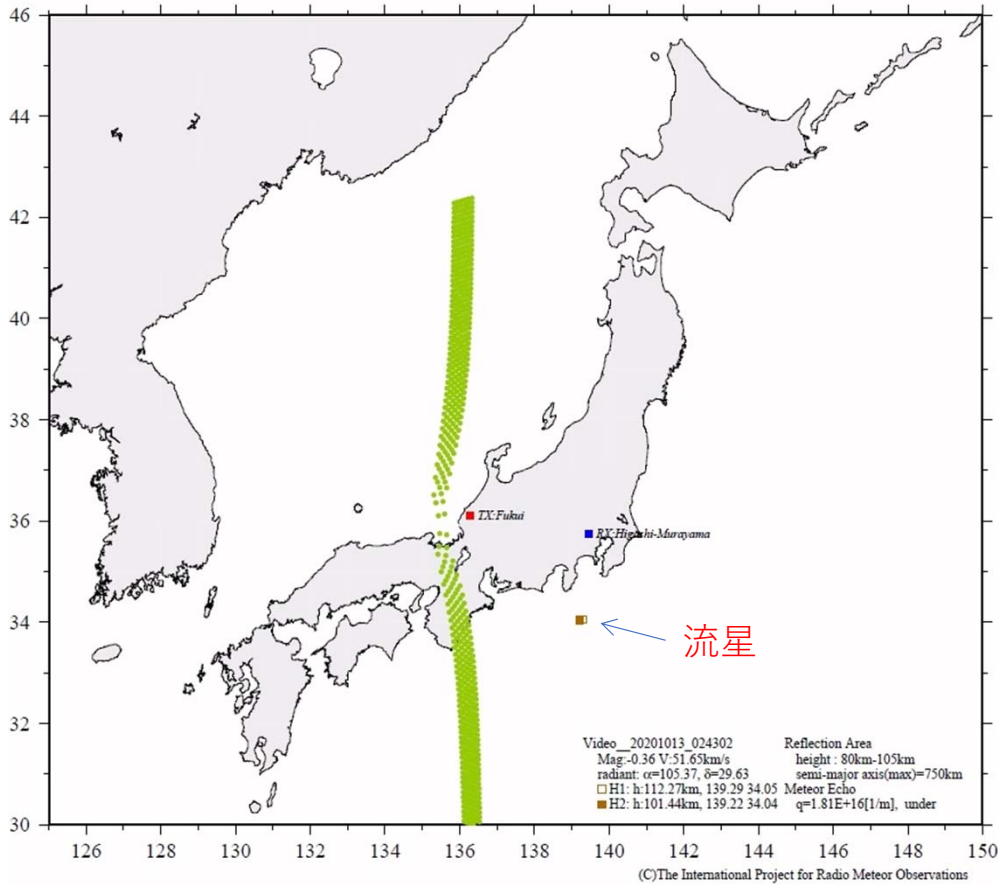 46
44
42
40
38
36
34
32
30
TX:Fukui
RX:Higashi-Murayama
流星
Video__20201013_024302
Mag:-0.36 V:51.65km/s
radiant: α=105.37, δ=29.63
H1: h:112.27km, 139.29 34.05
H2: h:101.44km, 139.22 34.04
Reflection Area
height : 80km-105km
semi-major axis(max)=750km
Meteor Echo
q=1.81E+16[1/m], under
126 128 130 132 134 136 138 140 142 144 146 148 150
(C)The International Project for Radio Meteor Observations